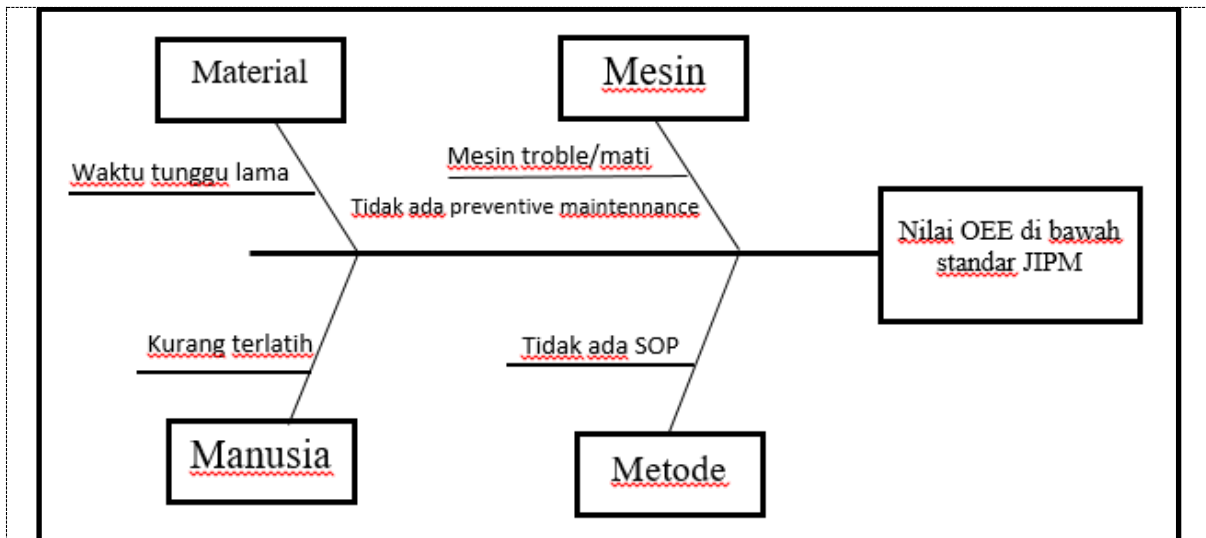 Material
Mesin
Waktu tunggu lama
Mesin troble/mati
Tidak ada preventive maintennance
Nilai OEE di bawah
standar JIPM
Kurang terlatih
Tidak ada SOP
Manusia
Metode